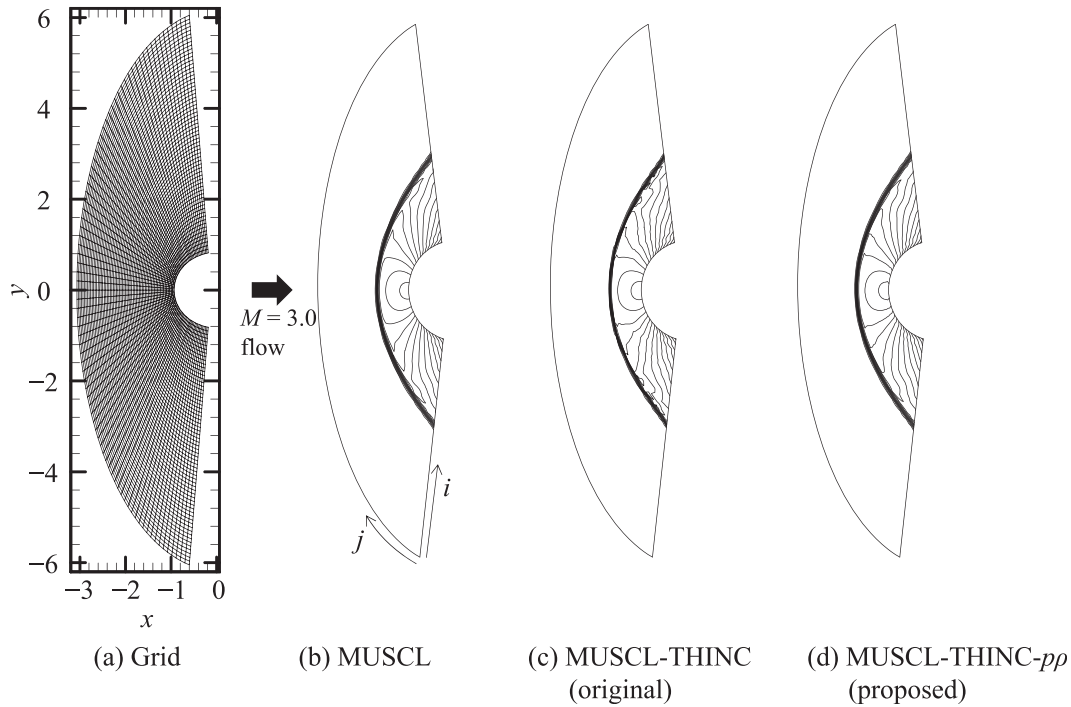 6
4
2
0
−2
−4
−6
y
−3 −2 −1 0
x
M = 3.0
flow
i
j
(a) Grid
(b) MUSCL
(c) MUSCL-THINC
(original)
(d) MUSCL-THINC-pρ
(proposed)